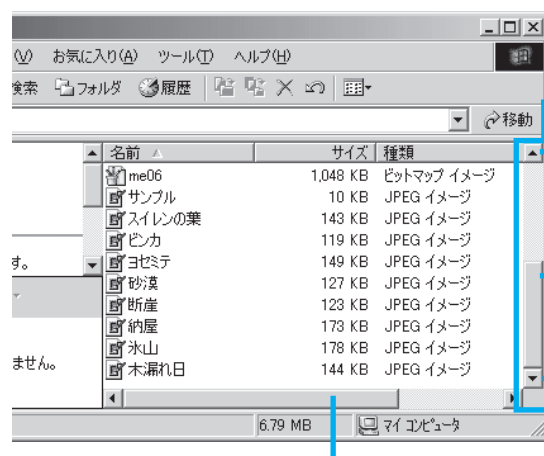 (V) お気に入り(A) ツール(T) ヘルプ(H)
検索 フォルダ 履歴
移動
名前 サイズ 種類
me06 1,048 KB ビットマップ イメージ
サンプル 10 KB JPEG イメージ
スイレンの葉 143 KB JPEG イメージ
ビンカ 119 KB JPEG イメージ
ヨセミテ 149 KB JPEG イメージ
す。
砂漠 127 KB JPEG イメージ
断崖 123 KB JPEG イメージ
納屋 173 KB JPEG イメージ
氷山 178 KB JPEG イメージ
ません。
木漏れ日 144 KB JPEG イメージ
6.79 MB マイ コンピュータ